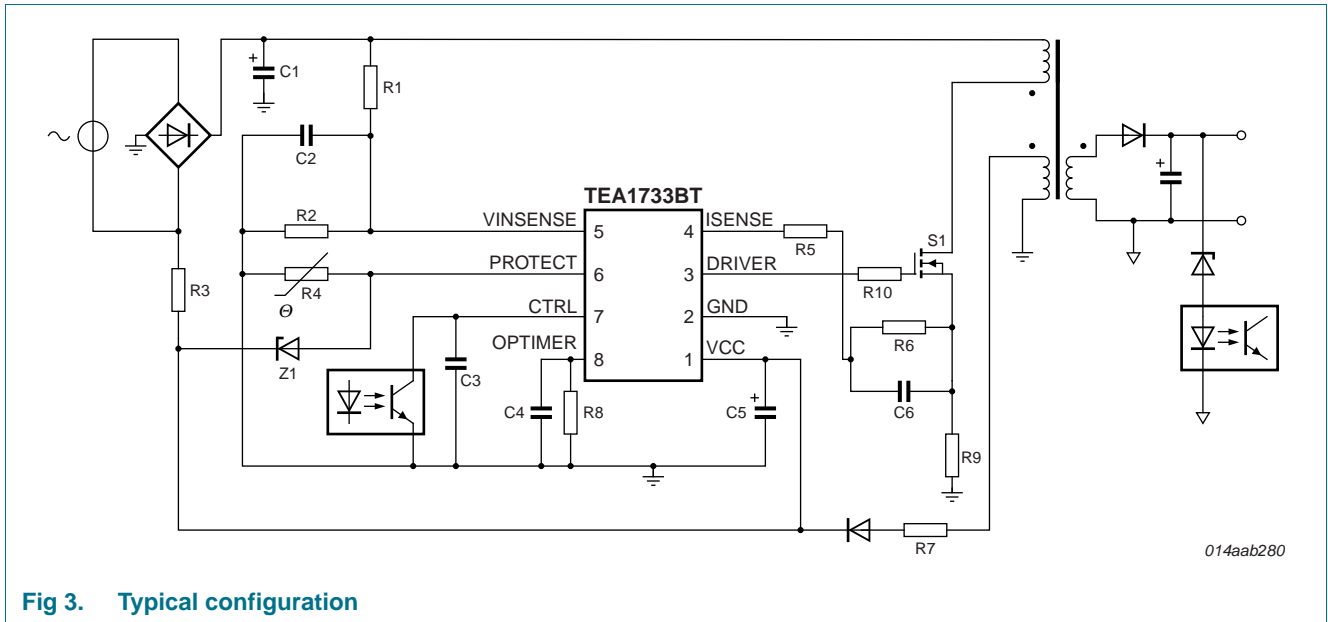 C1
R1
C2
TEA1733BT
R2
VINSENSE
5
4
ISENSE
R5
S1
R3
R4
Θ
PROTECT
6
3
DRIVER
R10
CTRL
7
2
GND
R6
OPTIMER
8
1
VCC
Z1
C3
C4
R8
C5
C6
R9
R7
014aab280
Fig 3. Typical configuration